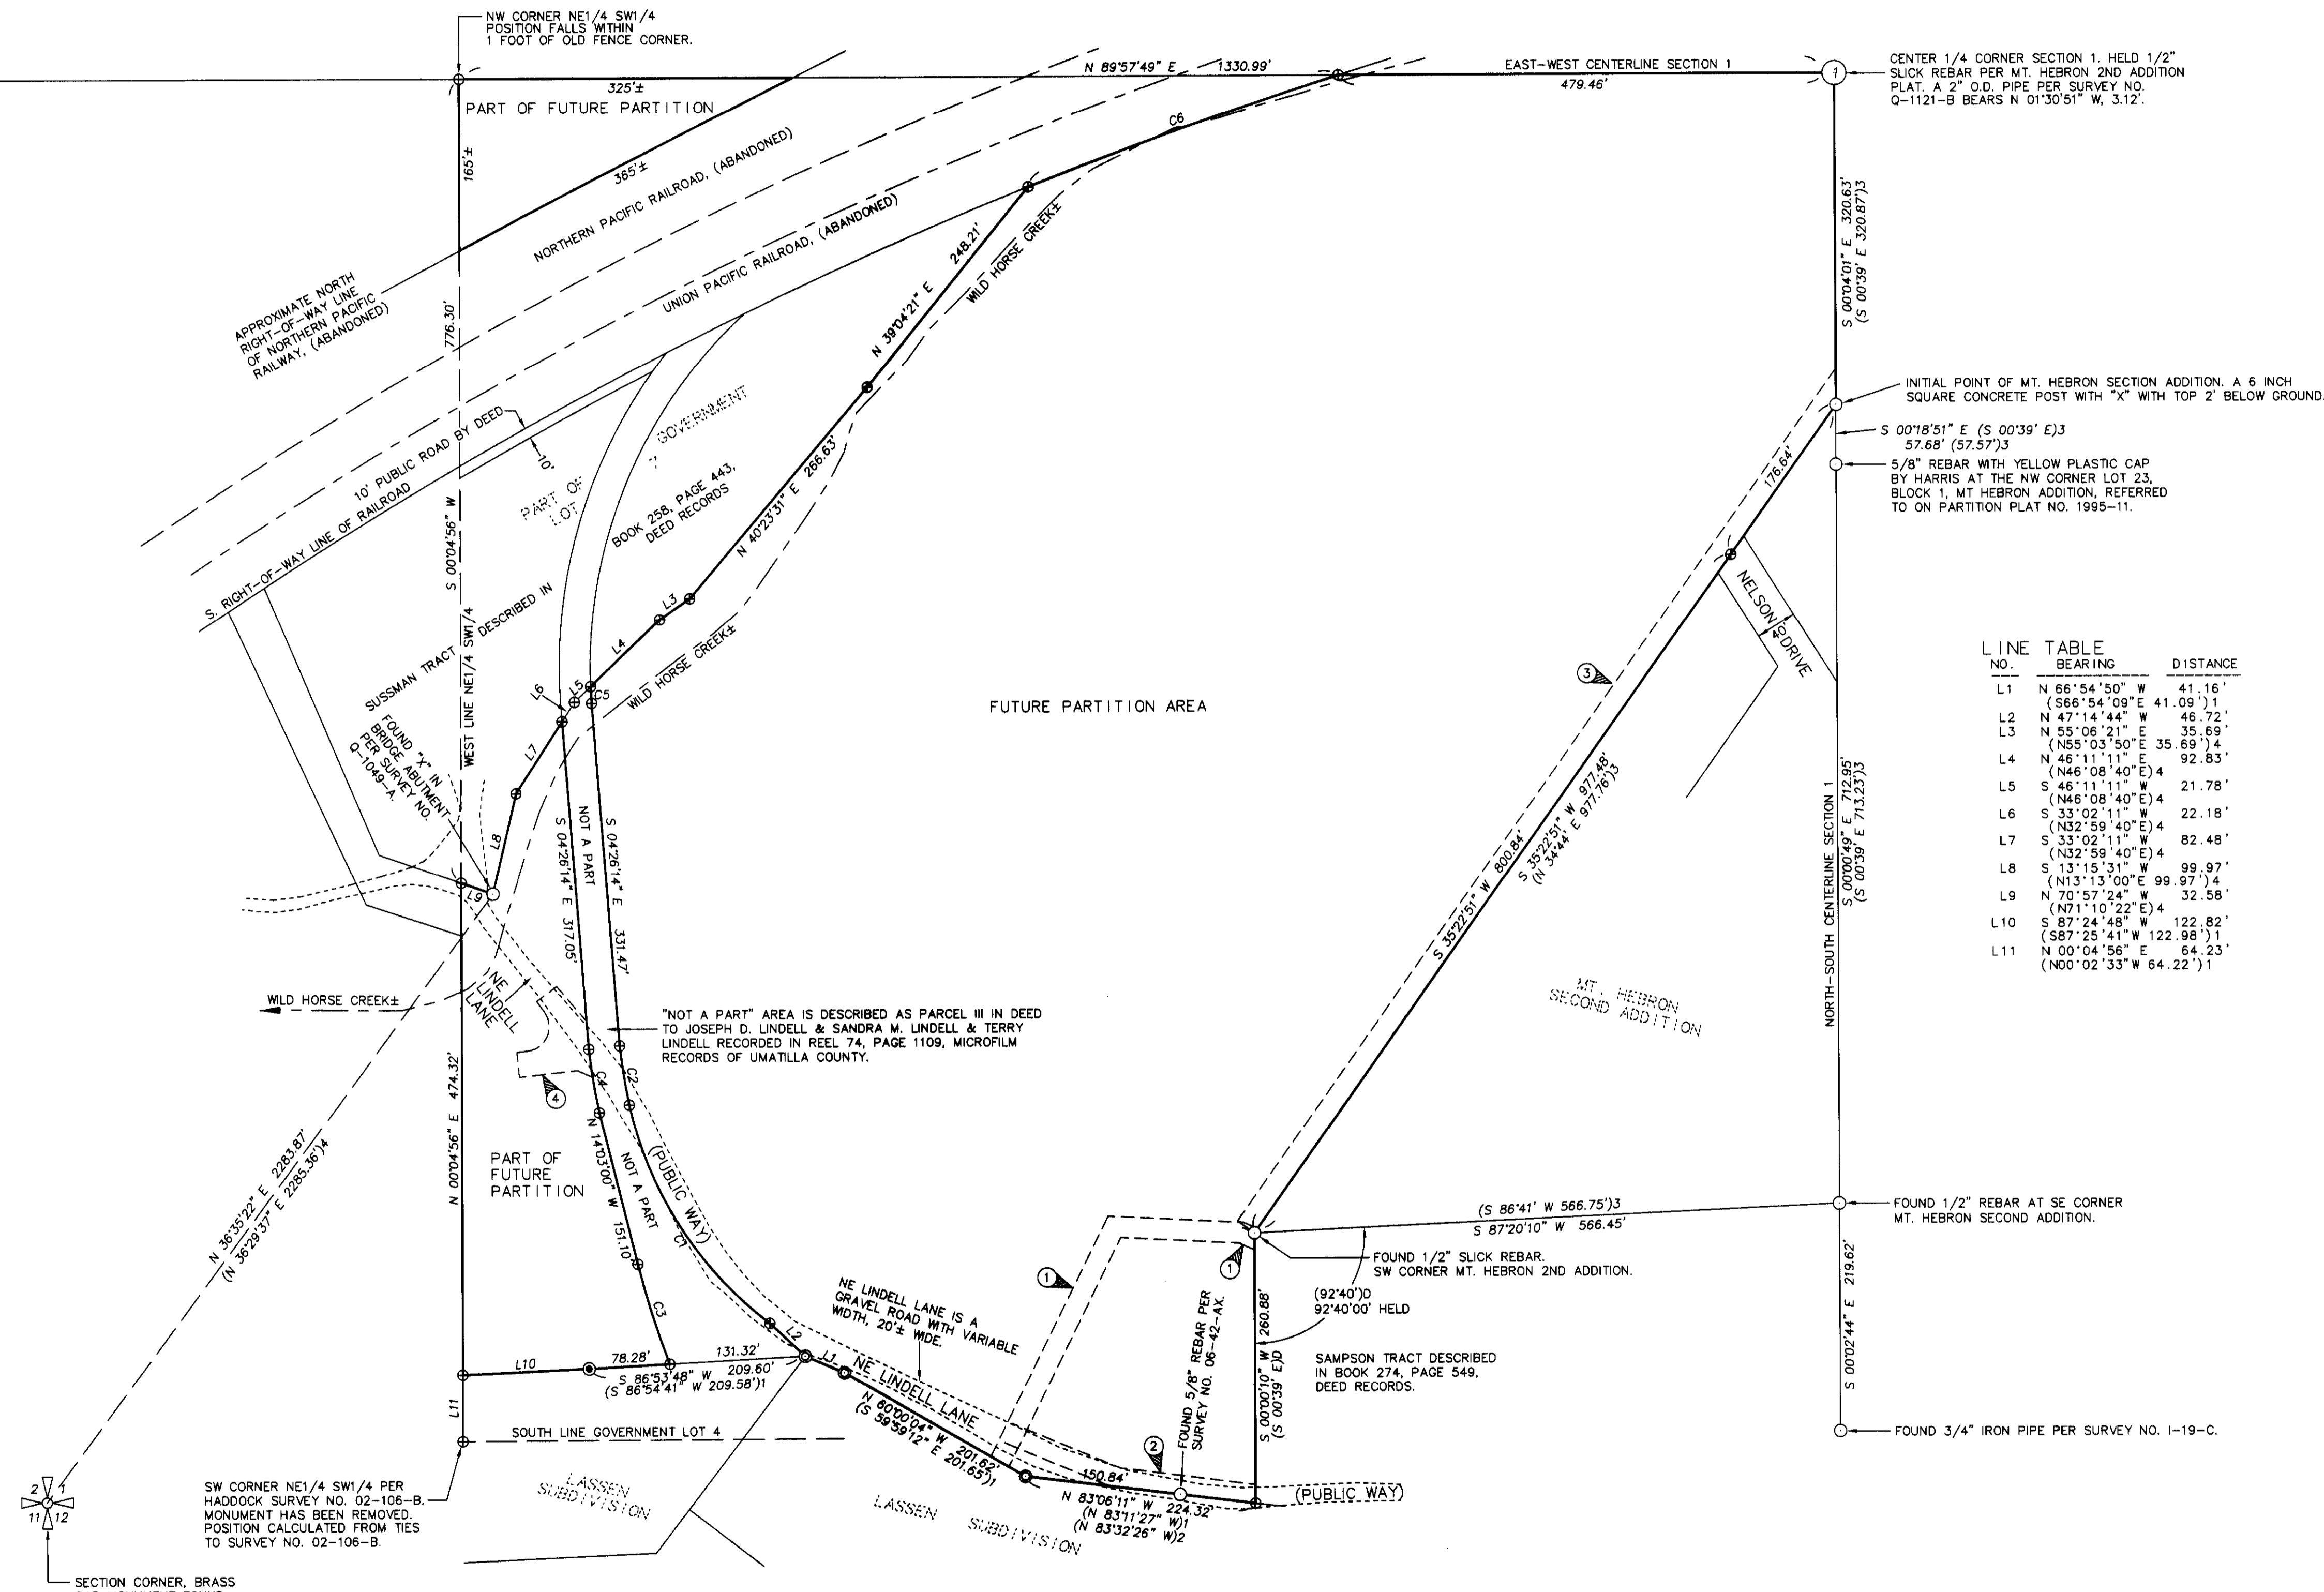 NW CORNER NE1/4 SW1/4
POSITION FALLS WITHIN
1 FOOT OF OLD FENCE CORNER.
N 89°57'49" E 1330.99'
EAST-WEST CENTERLINE SECTION 1
479.46'
325'±
PART OF FUTURE PARTITION
1
CENTER 1/4 CORNER SECTION 1. HELD 1/2"
SLICK REBAR PER MT. HEBRON 2ND ADDITION
PLAT. A 2" O.D. PIPE PER SURVEY NO.
Q-1121-B BEARS N 01°30'51" W, 3.12'.
C6
165'±
365'±
NORTHERN PACIFIC RAILROAD, (ABANDONED)
UNION PACIFIC RAILROAD, (ABANDONED)
APPROXIMATE NORTH
RIGHT-OF-WAY LINE
OF NORTHERN PACIFIC
RAILWAY, (ABANDONED)
776.30'
S 00°04'56" W
WEST LINE NE1/4 SW1/4
248.21'
N 39°04'21" E
WILD HORSE CREEK±
S 00°04'01" E 320.63'
(S 00°39' E 320.87')3
INITIAL POINT OF MT. HEBRON SECTION ADDITION. A 6 INCH
SQUARE CONCRETE POST WITH "X" WITH TOP 2' BELOW GROUND.
S 00°18'51" E (S 00°39' E)3
57.68' (57.57')3
5/8" REBAR WITH YELLOW PLASTIC CAP
BY HARRIS AT THE NW CORNER LOT 23,
BLOCK 1, MT HEBRON ADDITION, REFERRED
TO ON PARTITION PLAT NO. 1995-11.
176.64'
NELSON DRIVE
40'
10' PUBLIC ROAD BY DEED
10'
S. RIGHT-OF-WAY LINE OF RAILROAD
PART OF GOVERNMENT
LOT 7
SUSSMAN TRACT DESCRIBED IN
BOOK 258, PAGE 443,
DEED RECORDS
N 40°23'31" E 266.63'
L3
L4
L5
C5
L6
L7
L8
L9
WILD HORSE CREEK±
FOUND "X" IN
BRIDGE ABUTMENT
PER SURVEY NO.
Q-1049-A.
FUTURE PARTITION AREA
3
S 35°22'51" W 800.84'
S 35°22'51" W 977.48'
(N 34°44' E 977.76')3
NORTH-SOUTH CENTERLINE SECTION 1
S 00°00'49" E 712.95'
(S 00°39' E 713.23')3
LINE TABLE
NO. BEARING DISTANCE
L1 N 66°54'50" W 41.16'
(S66°54'09"E 41.09')1
L2 N 47°14'44" W 46.72'
L3 N 55°06'21" E 35.69'
(N55°03'50"E 35.69')4
L4 N 46°11'11" E 92.83'
(N46°08'40"E)4
L5 S 46°11'11" W 21.78'
(N46°08'40"E)4
L6 S 33°02'11" W 22.18'
(N32°59'40"E)4
L7 S 33°02'11" W 82.48'
(N32°59'40"E)4
L8 S 13°15'31" W 99.97'
(N13°13'00"E 99.97')4
L9 N 70°57'24" W 32.58'
(N71°10'22"E)4
L10 S 87°24'48" W 122.82'
(S87°25'41"W 122.98')1
L11 N 00°04'56" E 64.23'
(N00°02'33"W 64.22')1
S 04°26'14" E 317.05'
NOT A PART
S 04°26'14" E 331.47'
NE
LINDELL
LANE
WILD HORSE CREEK±
"NOT A PART" AREA IS DESCRIBED AS PARCEL III IN DEED
TO JOSEPH D. LINDELL & SANDRA M. LINDELL & TERRY
LINDELL RECORDED IN REEL 74, PAGE 1109, MICROFILM
RECORDS OF UMATILLA COUNTY.
MT. HEBRON
SECOND ADDITION
4
C4
C2
N 00°04'56" E 474.32'
N 36°35'22" E 2283.87'
(N 36°29'37" E 2285.36')4
PART OF
FUTURE
PARTITION
N 14°03'00" W 151.10'
NOT A PART
(PUBLIC WAY)
C1
C3
(S 86°41' W 566.75')3
S 87°20'10" W 566.45'
FOUND 1/2" REBAR AT SE CORNER
MT. HEBRON SECOND ADDITION.
1
1
FOUND 1/2" SLICK REBAR.
SW CORNER MT. HEBRON 2ND ADDITION.
(92°40')D
92°40'00' HELD
NE LINDELL LANE IS A
GRAVEL ROAD WITH VARIABLE
WIDTH, 20'± WIDE.
FOUND 5/8" REBAR PER
SURVEY NO. 06-42-AX.
S 00°00'10" W 260.88'
(S 00°39' E)D
SAMPSON TRACT DESCRIBED
IN BOOK 274, PAGE 549,
DEED RECORDS.
S 00°02'44" E 219.62'
FOUND 3/4" IRON PIPE PER SURVEY NO. I-19-C.
L10
78.28'
131.32'
S 86°53'48" W 209.60'
(S 86°54'41" W 209.58')1
L2
L1
NE LINDELL LANE
N 60°00'04" W 201.62'
(S 59°59'12" E 201.65')1
2
150.84'
N 83°06'11" W 224.32'
(N 83°11'27" W)1
(N 83°32'26" W)2
(PUBLIC WAY)
L11
SOUTH LINE GOVERNMENT LOT 4
LASSEN
SUBDIVISION
LASSEN SUBDIVISION
SW CORNER NE1/4 SW1/4 PER
HADDOCK SURVEY NO. 02-106-B.
MONUMENT HAS BEEN REMOVED.
POSITION CALCULATED FROM TIES
TO SURVEY NO. 02-106-B.
2 1
11 12
SECTION CORNER, BRASS